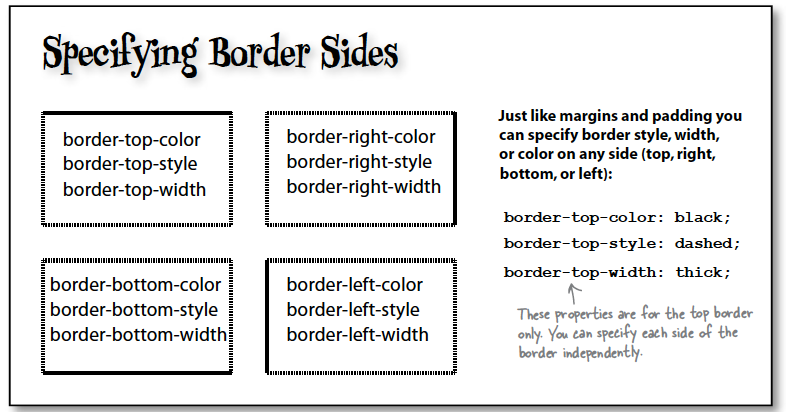 Specifying Border Sides
border-top-color
border-top-style
border-top-width
border-right-color
border-right-style
border-right-width
border-bottom-color
border-bottom-style
border-bottom-width
border-left-color
border-left-style
border-left-width
Just like margins and padding you
can specify border style, width,
or color on any side (top, right,
bottom, or left):
border-top-color: black;
border-top-style: dashed;
border-top-width: thick;
These properties are for the top border
only. You can specify each side of the
border independently.